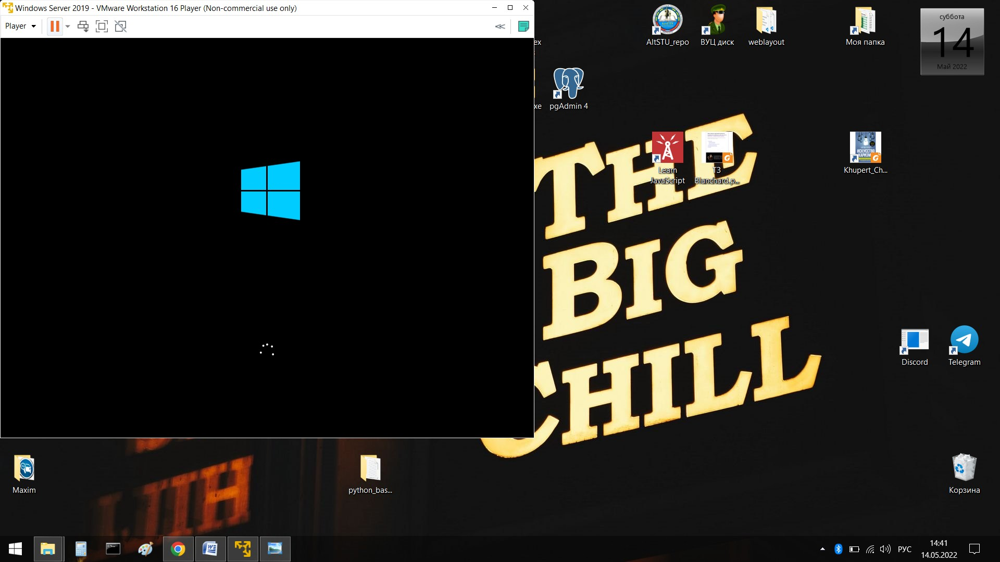 Windows Server 2019 - VMware Workstation 16 Player (Non-commercial use only)
Player
ex
xe
AltSTU_repo
ВУЦ диск
weblayout
Моя папка
суббота
14
Май 2022
pgAdmin 4
Learn
JavaScript
ТЗ
Blanchard.p...
ИСКУССТВО
Khupert_Ch...
THE
BIG
CHILL
Discord
Telegram
Maxim
python_bas...
Корзина
РУС
14:41
14.05.2022